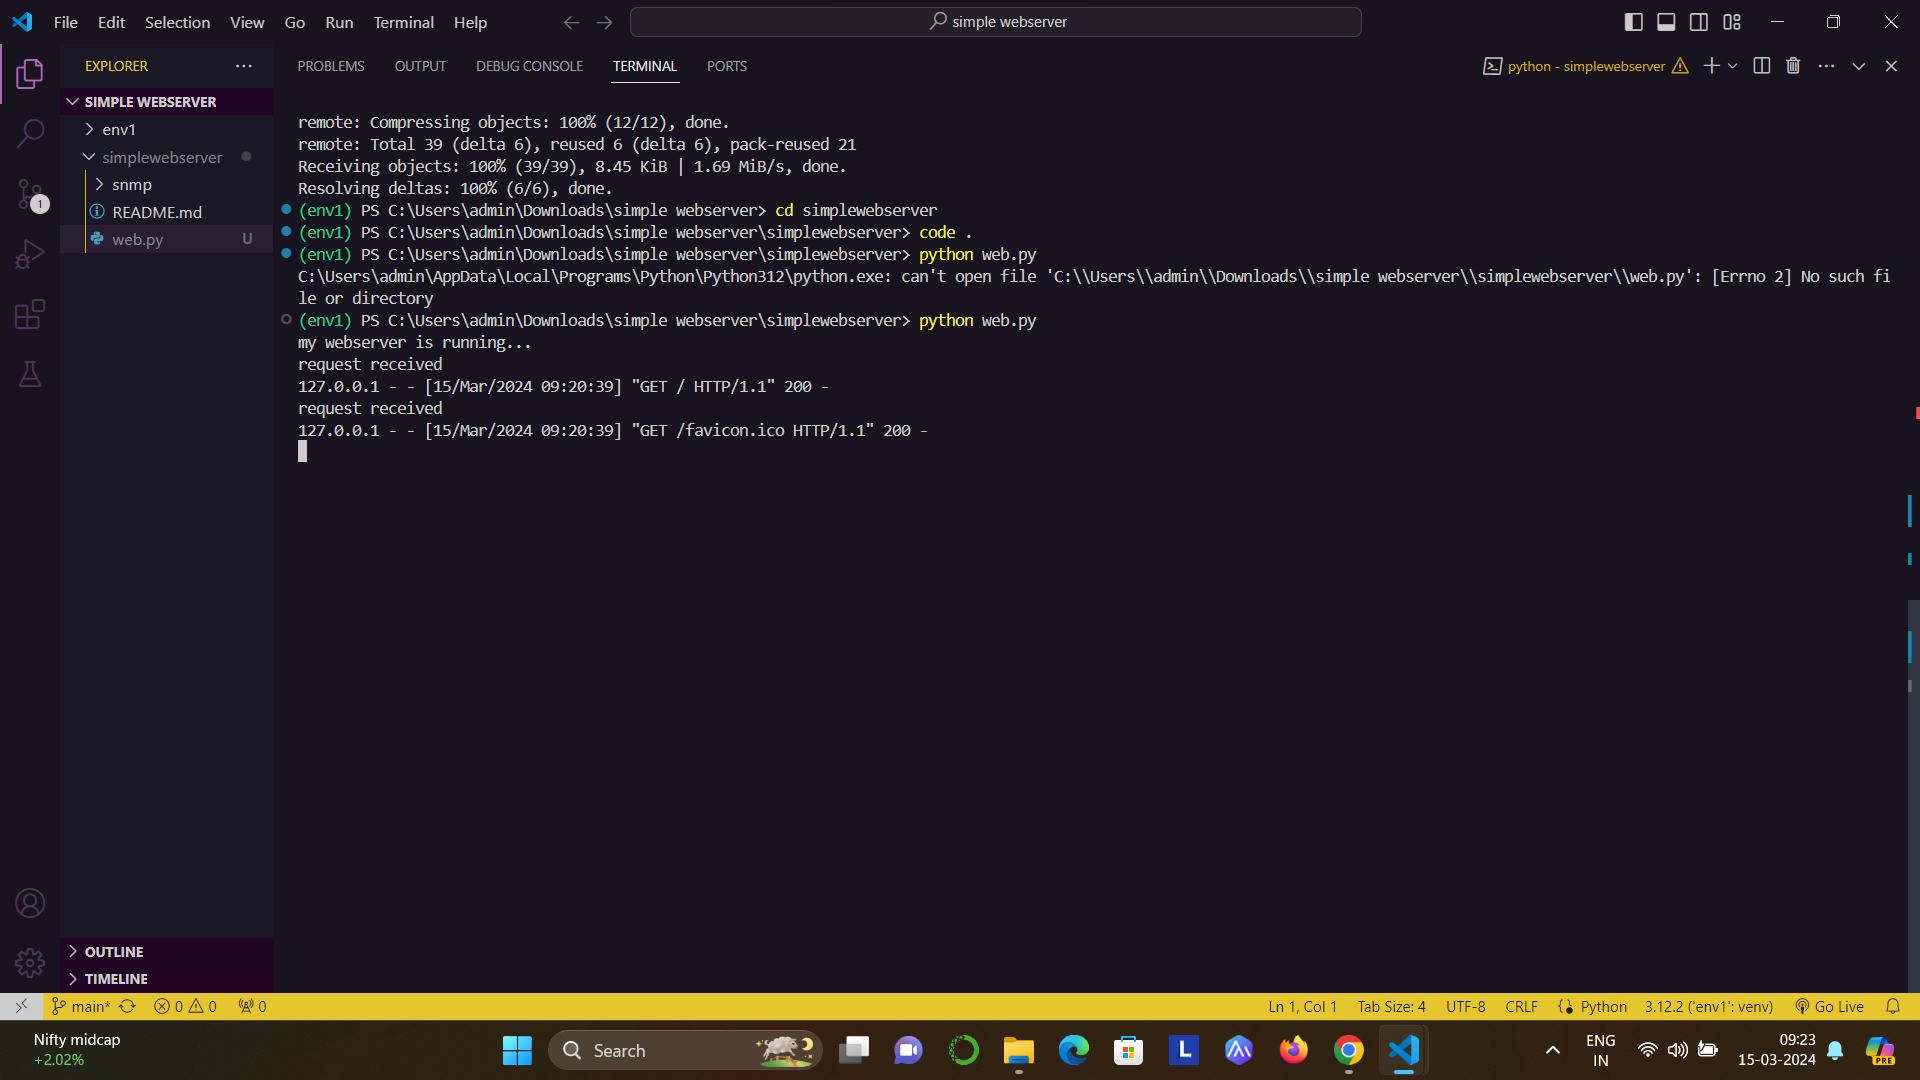 File Edit Selection View Go Run Terminal Help simple webserver
EXPLORER PROBLEMS OUTPUT DEBUG CONSOLE TERMINAL PORTS python - simplewebserver
SIMPLE WEBSERVER
env1
simplewebserver
snmp
README.md
1
web.py U
remote: Compressing objects: 100% (12/12), done.
remote: Total 39 (delta 6), reused 6 (delta 6), pack-reused 21
Receiving objects: 100% (39/39), 8.45 KiB | 1.69 MiB/s, done.
Resolving deltas: 100% (6/6), done.
(env1) PS C:\Users\admin\Downloads\simple webserver> cd simplewebserver
(env1) PS C:\Users\admin\Downloads\simple webserver\simplewebserver> code .
(env1) PS C:\Users\admin\Downloads\simple webserver\simplewebserver> python web.py
C:\Users\admin\AppData\Local\Programs\Python\Python312\python.exe: can't open file 'C:\\Users\\admin\\Downloads\\simple webserver\\simplewebserver\\web.py': [Errno 2] No such fi
le or directory
(env1) PS C:\Users\admin\Downloads\simple webserver\simplewebserver> python web.py
my webserver is running...
request received
127.0.0.1 - - [15/Mar/2024 09:20:39] "GET / HTTP/1.1" 200 -
request received
127.0.0.1 - - [15/Mar/2024 09:20:39] "GET /favicon.ico HTTP/1.1" 200 -
OUTLINE
TIMELINE
main* 0 0 0 Ln 1, Col 1 Tab Size: 4 UTF-8 CRLF Python 3.12.2 ('env1': venv) Go Live
Nifty midcap
+2.02%
Search
L
ENG
IN
09:23
15-03-2024
PRE